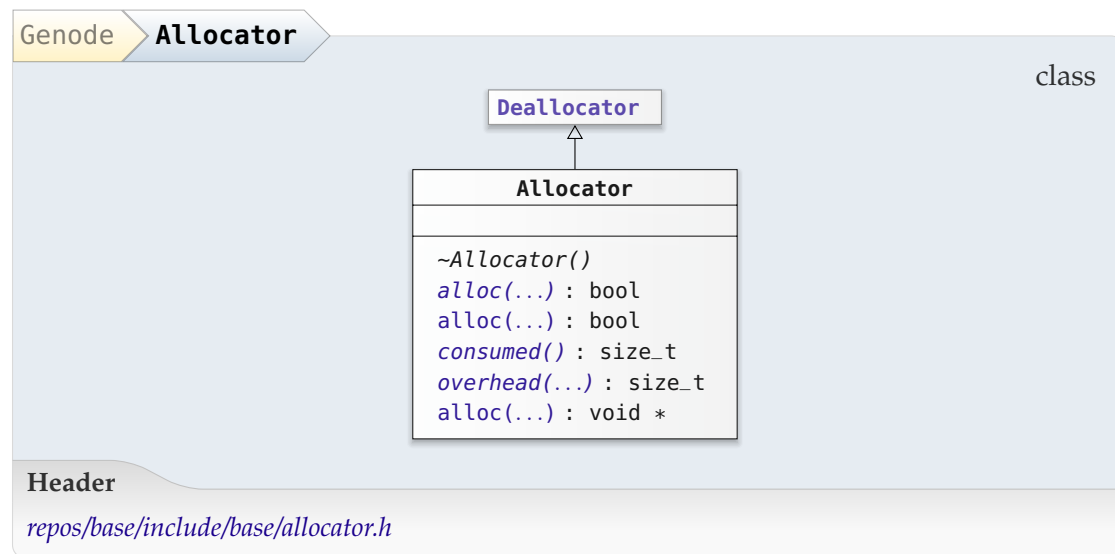 Genode Allocator
class
Deallocator
Allocator
~Allocator()
alloc(...) : bool
alloc(...) : bool
consumed() : size_t
overhead(...) : size_t
alloc(...) : void *
Header
repos/base/include/base/allocator.h